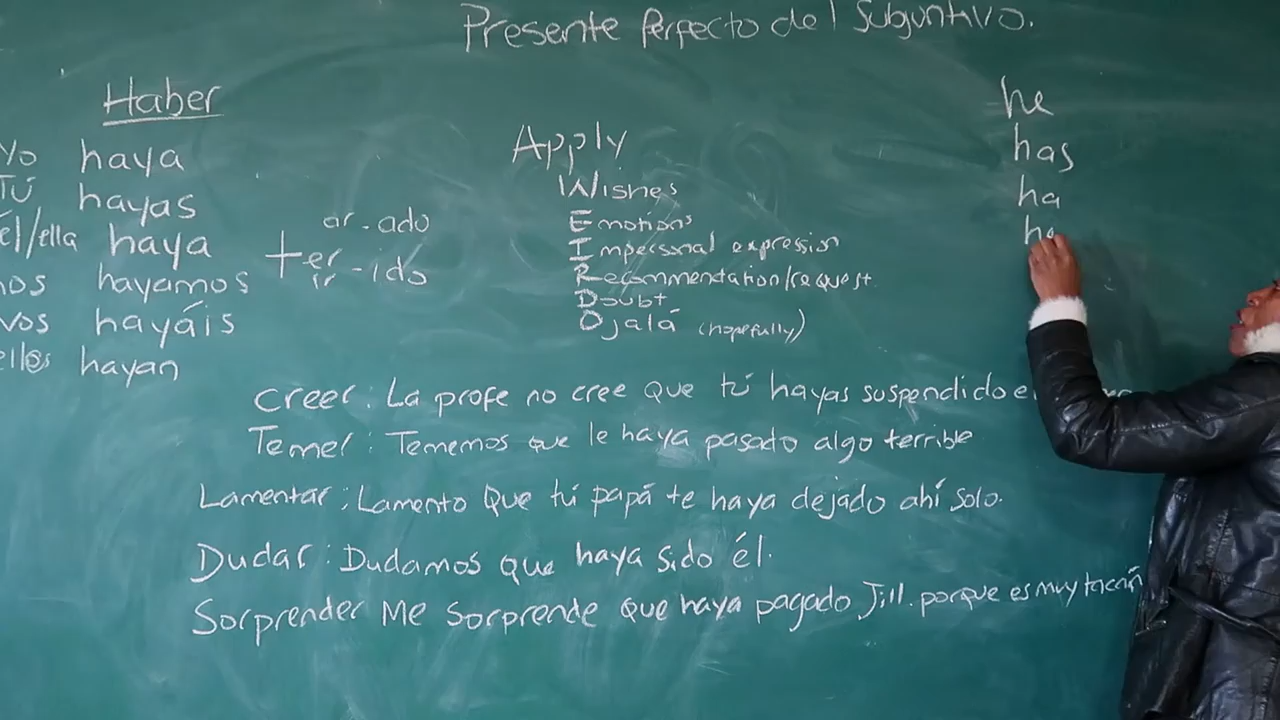 Presente Perfecto del Subjuntivo.
Haber
Yo haya
Tú hayas
él/ella haya
nos hayamos
vos hayáis
ellos hayan
+
ar - ado
er
ir - ido
Apply
Wishes
Emotions
Impersonal expression
Recommendation/request
Doubt
Ojalá (hopefully)
he
has
ha
he
creer: La profe no cree que tú hayas suspendido
Temer: Tememos que le haya pasado algo terrible
Lamentar: Lamento Que tú papá te haya dejado ahí solo.
Dudar: Dudamos que haya sido él.
Sorprender Me sorprende que haya pagado Jill. porque es muy